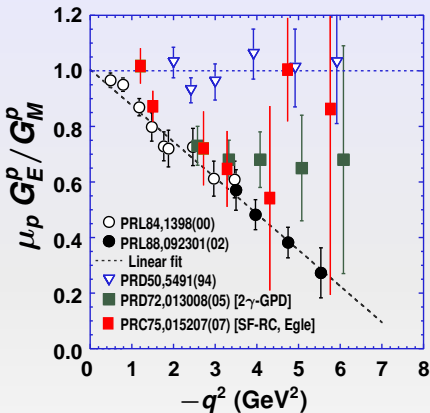 μp G_E^p / G_M^p
1.2
1.0
0.8
0.6
0.4
0.2
0.0
PRL84,1398(00)
PRL88,092301(02)
Linear fit
PRD50,5491(94)
PRD72,013008(05) [2γ-GPD]
PRC75,015207(07) [SF-RC, Egle]
0 1 2 3 4 5 6 7 8
−q² (GeV²)